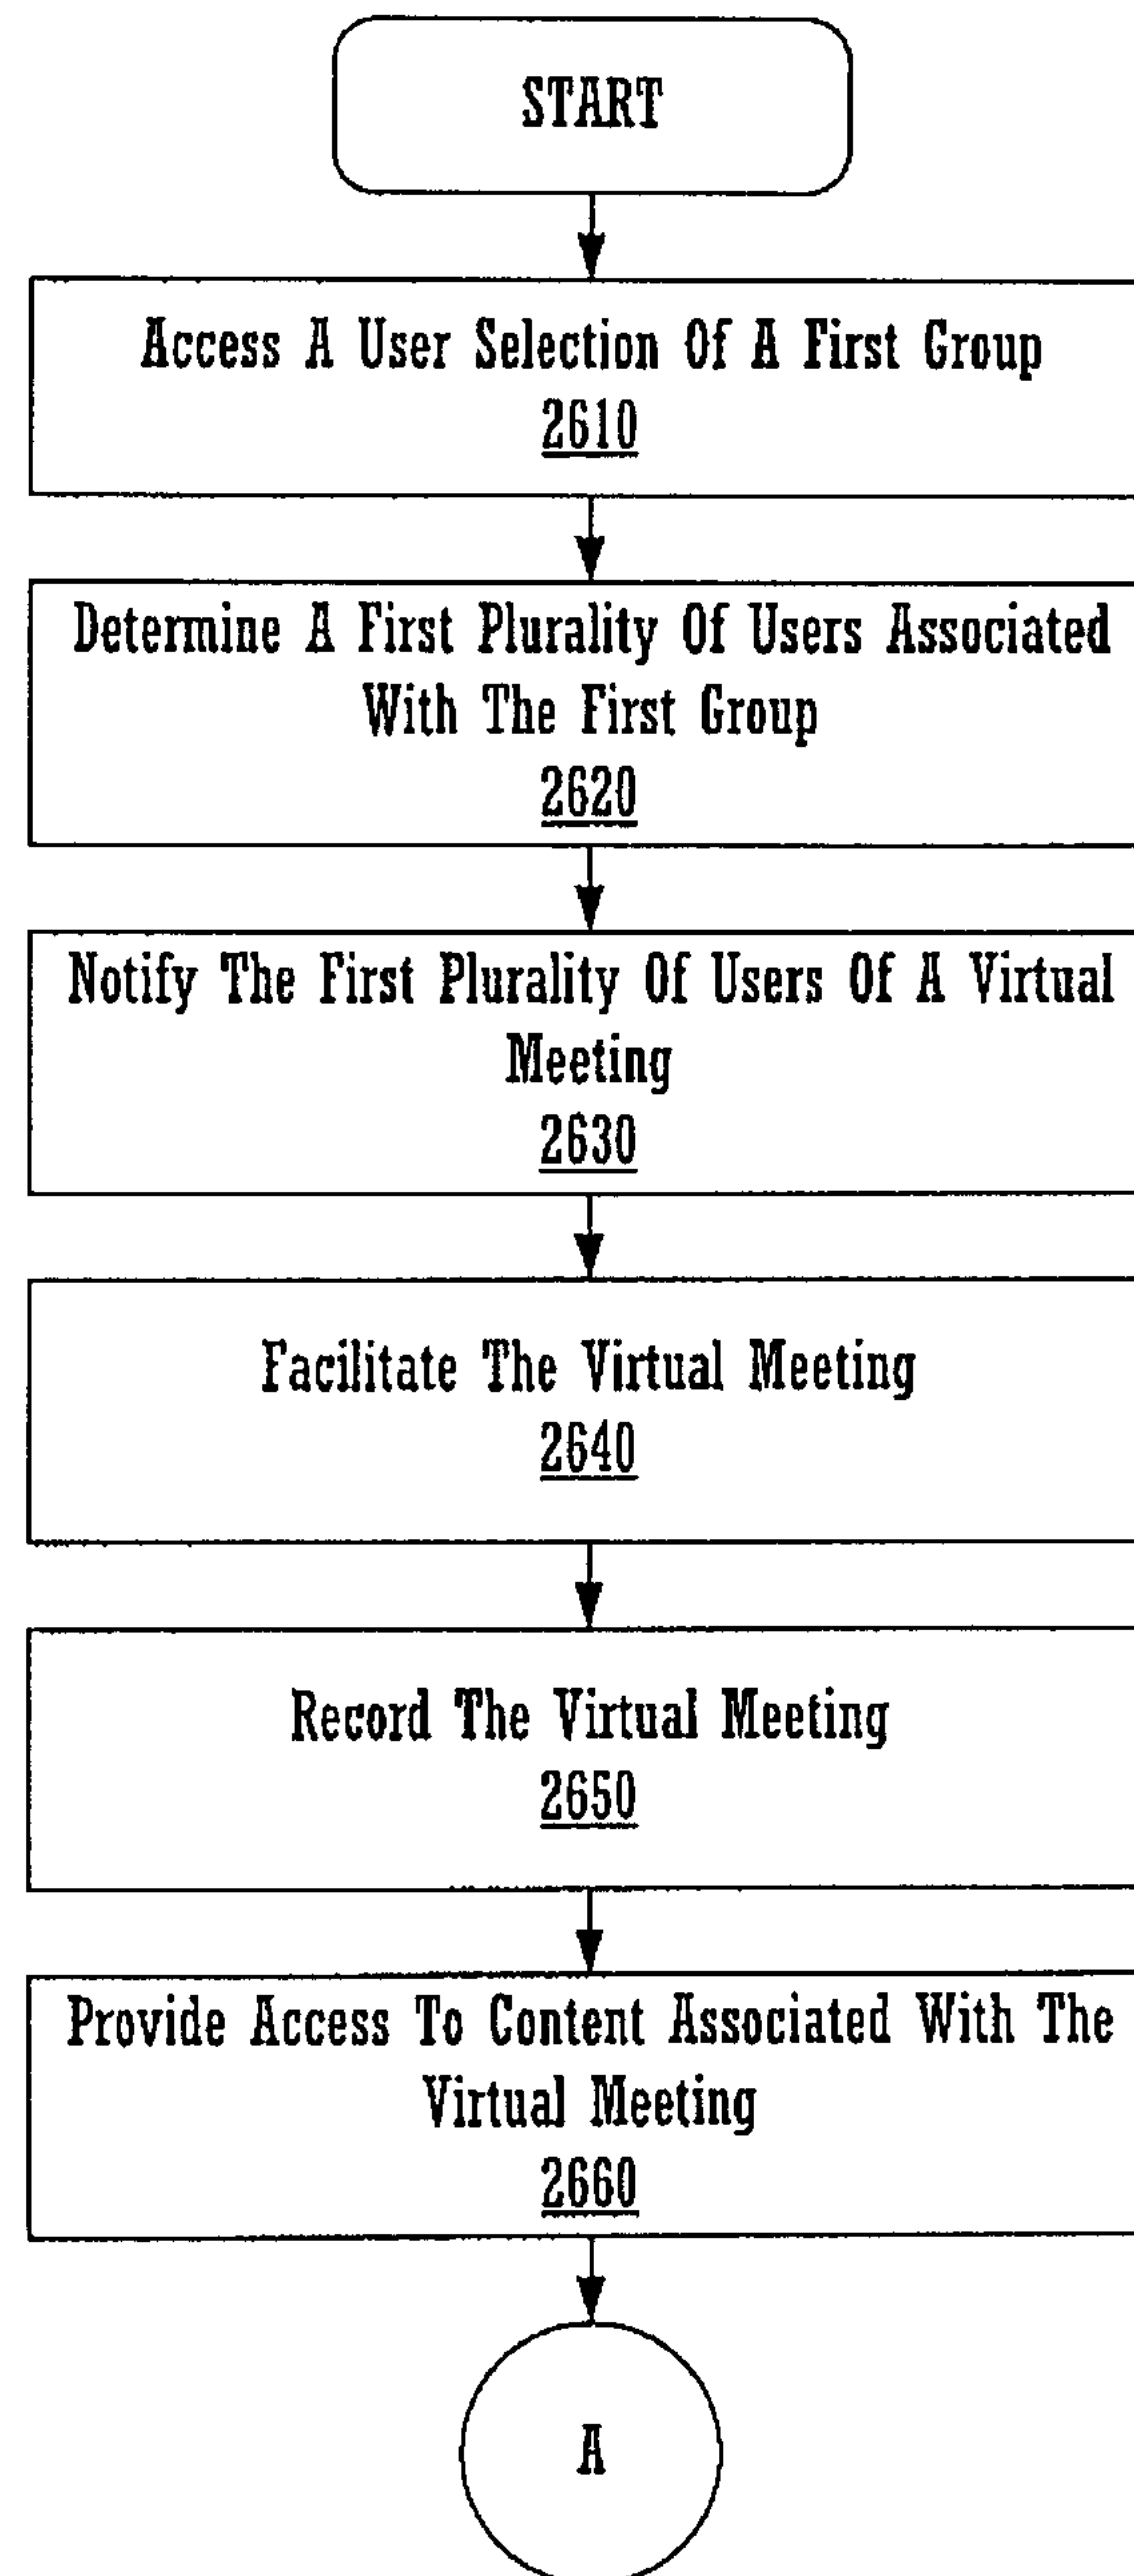 START
Access A User Selection Of A First Group
2610
Determine A First Plurality Of Users Associated
With The First Group
2620
Notify The First Plurality Of Users Of A Virtual
Meeting
2630
Facilitate The Virtual Meeting
2640
Record The Virtual Meeting
2650
Provide Access To Content Associated With The
Virtual Meeting
2660
A